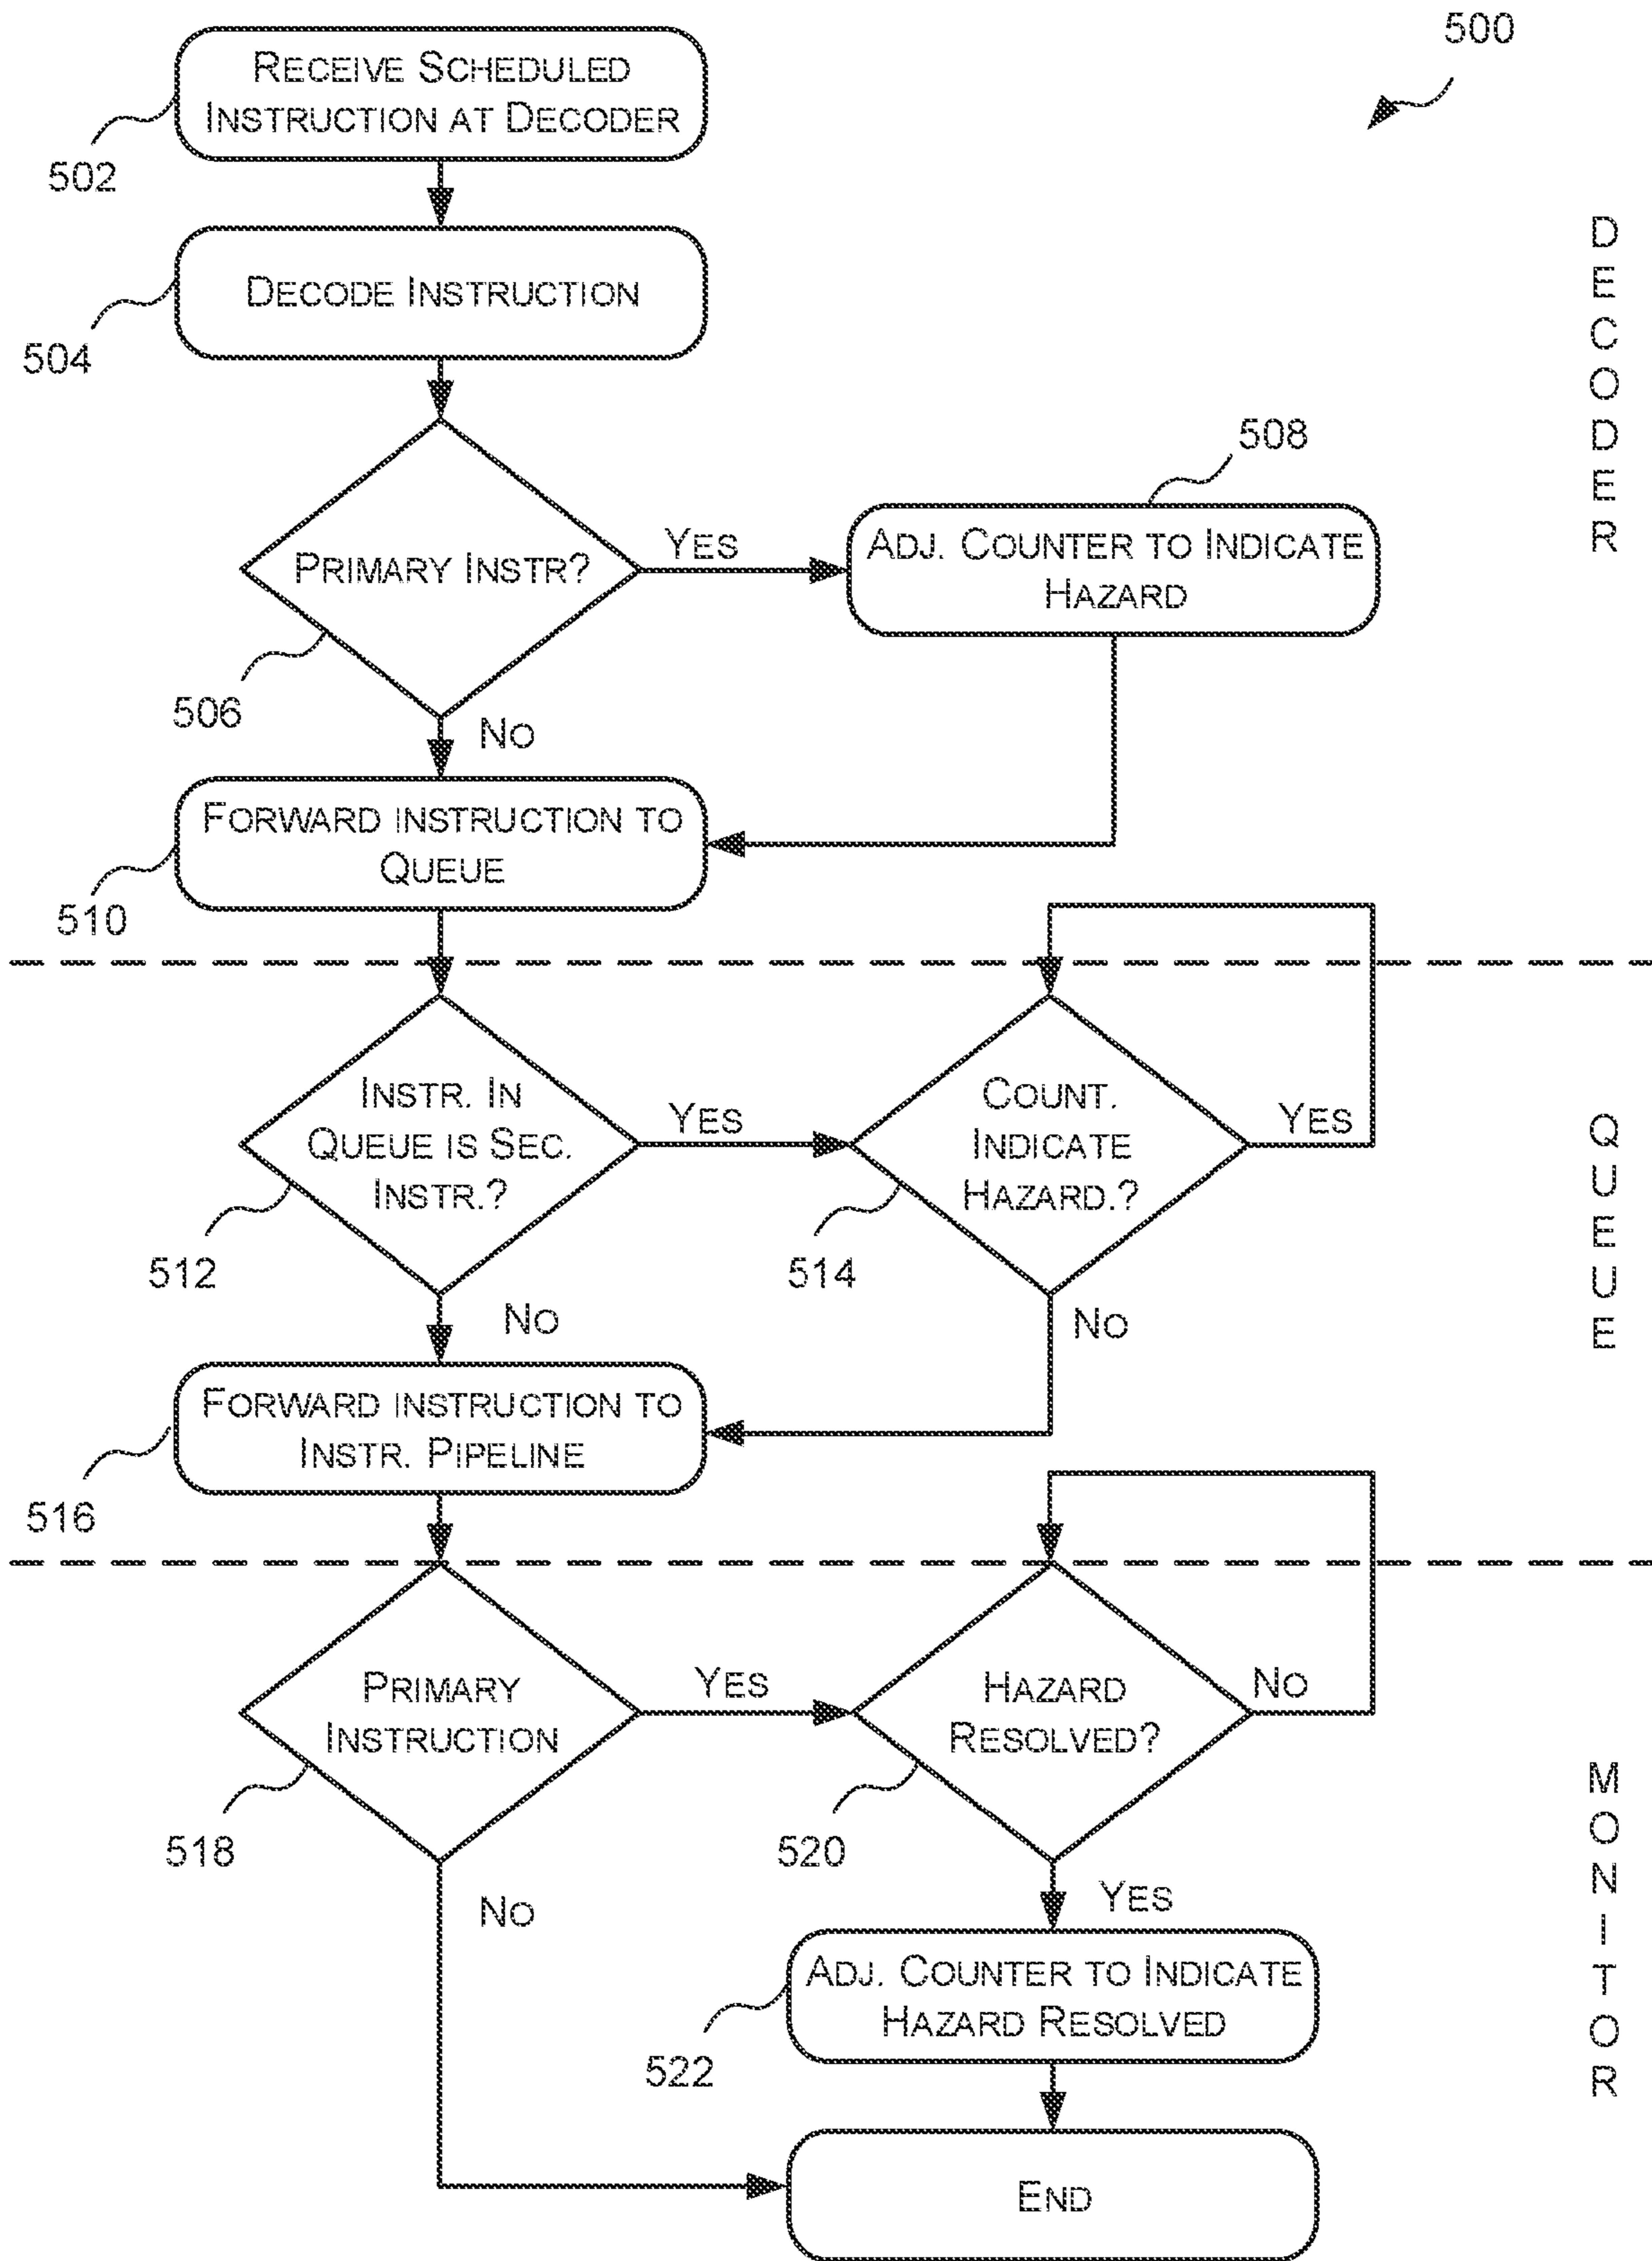 500
RECEIVE SCHEDULED
INSTRUCTION AT DECODER
502
DECODE INSTRUCTION
504
DECODER
508
PRIMARY INSTR?
YES
ADJ. COUNTER TO INDICATE
HAZARD
506
NO
FORWARD INSTRUCTION TO
QUEUE
510
INSTR. IN
QUEUE IS SEC.
INSTR.?
YES
COUNT.
INDICATE
HAZARD.?
YES
512
514
NO
NO
QUEUE
FORWARD INSTRUCTION TO
INSTR. PIPELINE
516
PRIMARY
INSTRUCTION
YES
HAZARD
RESOLVED?
NO
518
520
NO
YES
MONITOR
ADJ. COUNTER TO INDICATE
HAZARD RESOLVED
522
END